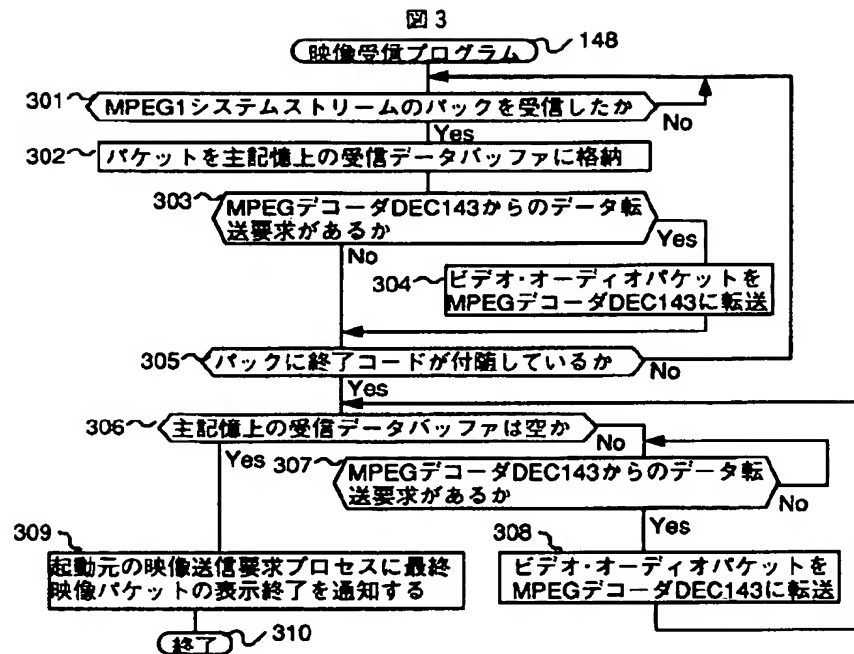 図3
映像受信プログラム
148
301
MPEG1システムストリームのパックを受信したか
No
Yes
302
パケットを主記憶上の受信データバッファに格納
303
MPEGデコーダDEC143からのデータ転
送要求があるか
Yes
No
304
ビデオ・オーディオパケットを
MPEGデコーダDEC143に転送
305
パックに終了コードが付随しているか
No
Yes
306
主記憶上の受信データバッファは空か
No
Yes
307
MPEGデコーダDEC143からのデータ転
送要求があるか
No
Yes
309
起動元の映像送信要求プロセスに最終
映像パケットの表示終了を通知する
308
ビデオ・オーディオパケットを
MPEGデコーダDEC143に転送
終了
310